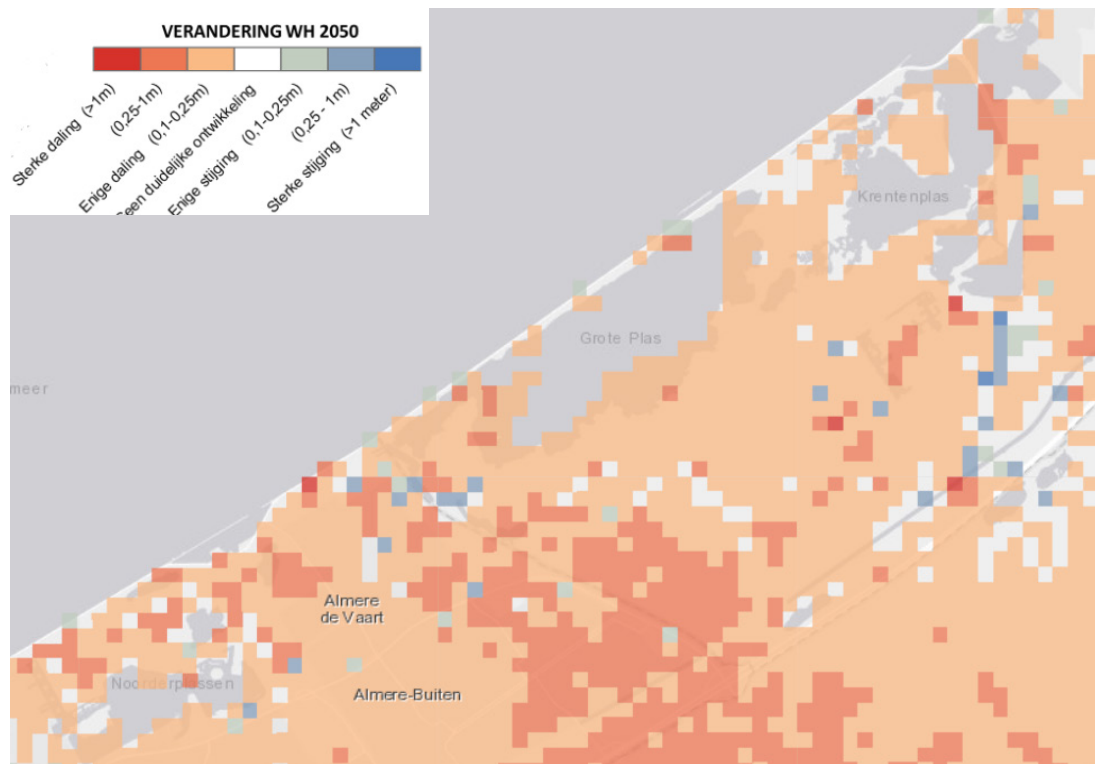 VERANDERING WH 2050
Sterke daling (>1m)
(0,25-1m)
Enige daling (0,1-0,25m)
Geen duidelijke ontwikkeling
Enige stijging (0,1-0,25m)
(0,25 - 1m)
Sterke stijging (>1 meter)
Krentenplas
Grote Plas
meer
Almere
de Vaart
Noorderplassen
Almere-Buiten